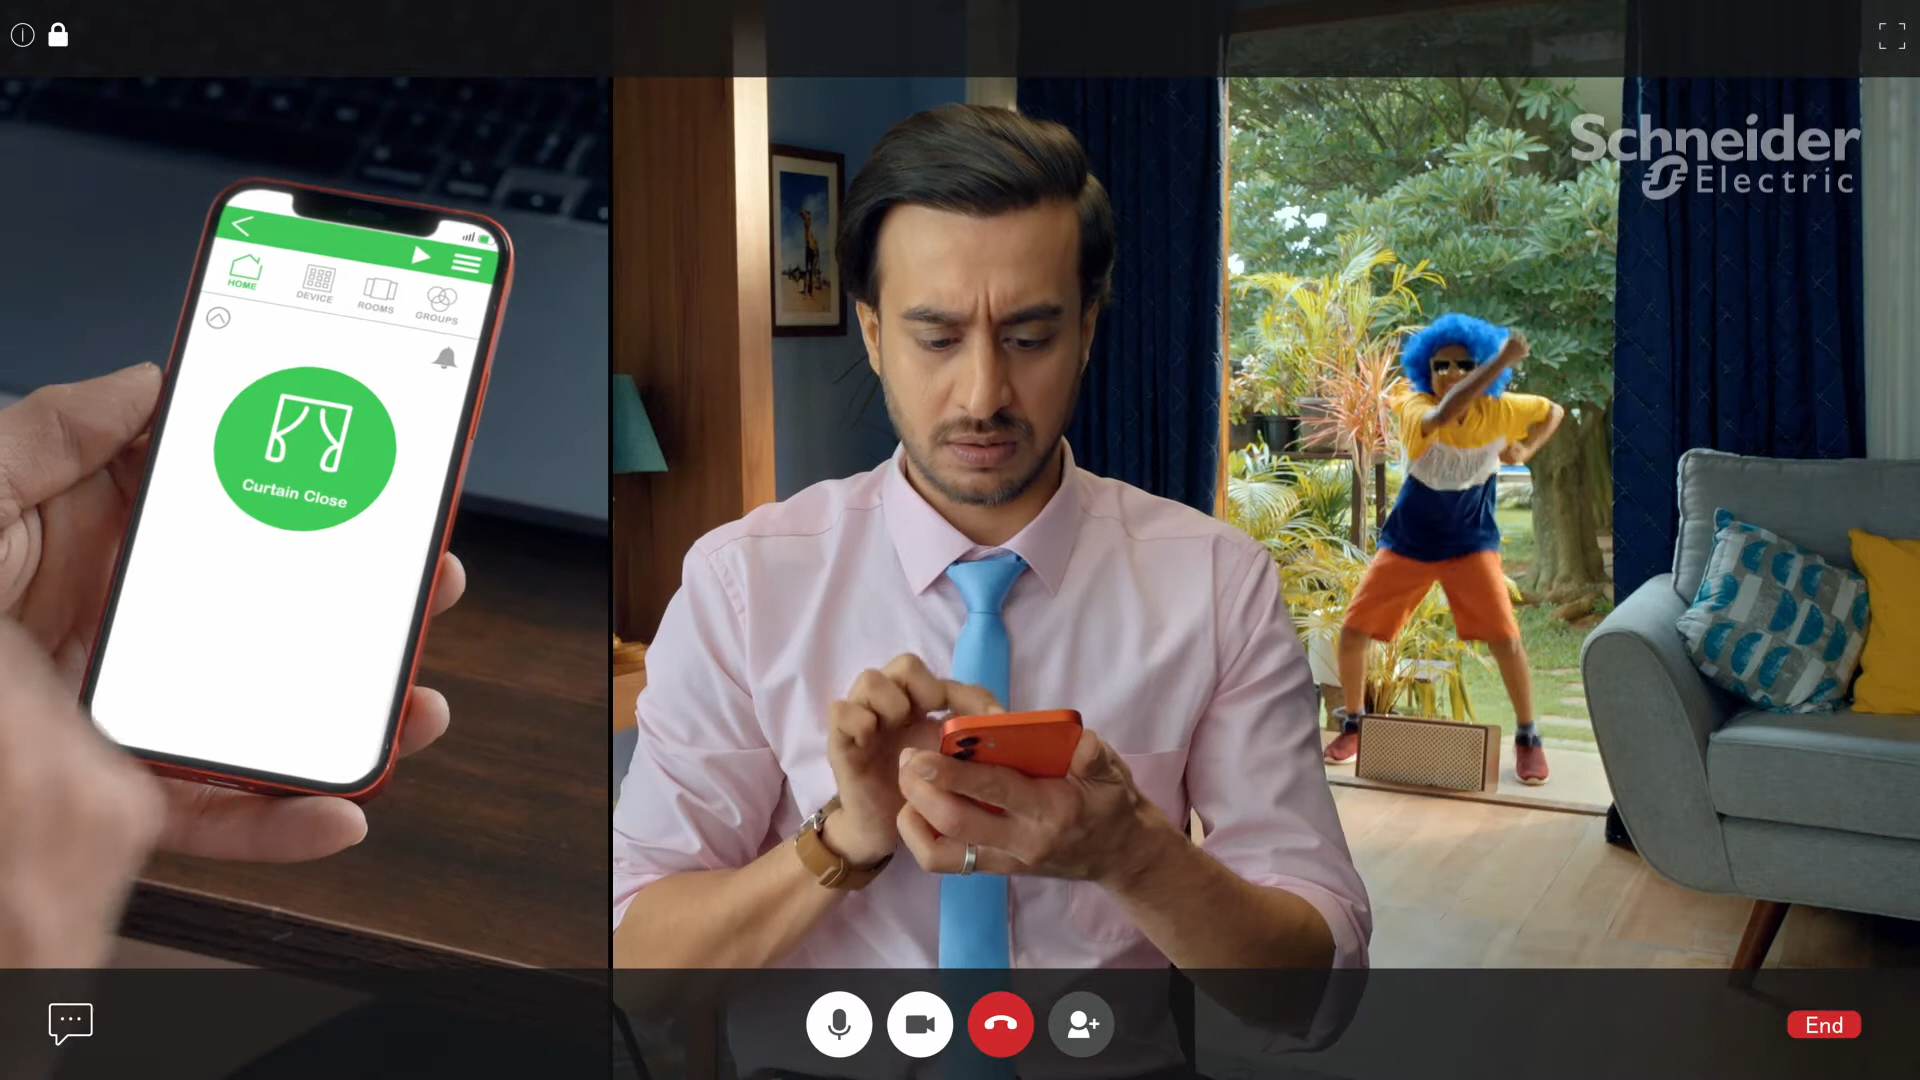 HOME
DEVICE
ROOMS
GROUPS
Curtain Close
Schneider
Electric
End